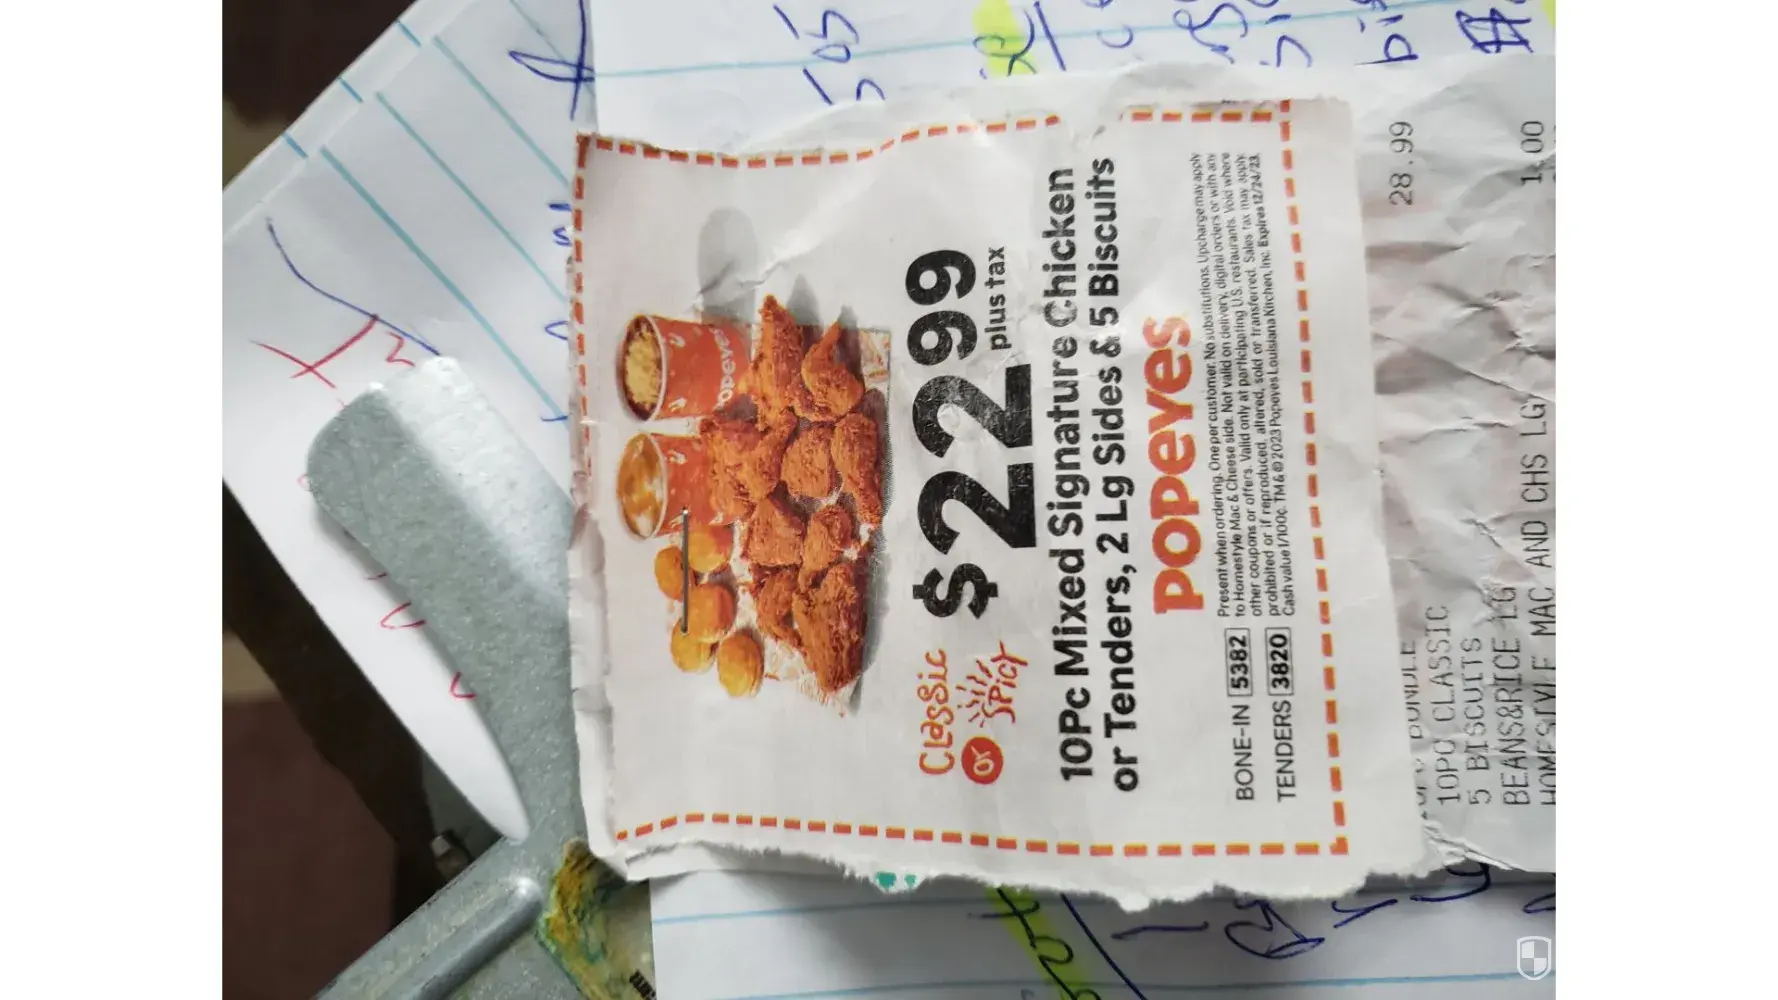 Classic
or
Spicy
$2299
plus tax
10Pc Mixed Signature Chicken
or Tenders, 2 Lg Sides & 5 Biscuits
POPEYES
BONE-IN 5382
TENDERS 3820
Present when ordering. One per customer. No substitutions. Upcharge may apply
to Homestyle Mac & Cheese side. Not valid on delivery, digital orders or with any
other coupons or offers. Valid only at participating U.S. restaurants. Void where
prohibited or if reproduced, altered, sold or transferred. Sales tax may apply.
Cash value 1/100¢. TM & © 2023 Popeyes Louisiana Kitchen, Inc. Expires 12/24/23.
BUNDLE 28.99
10PC CLASSIC
5 BISCUITS
BEANS&RICE LG
HOMESTYLE MAC AND CHS LG 1.00
505